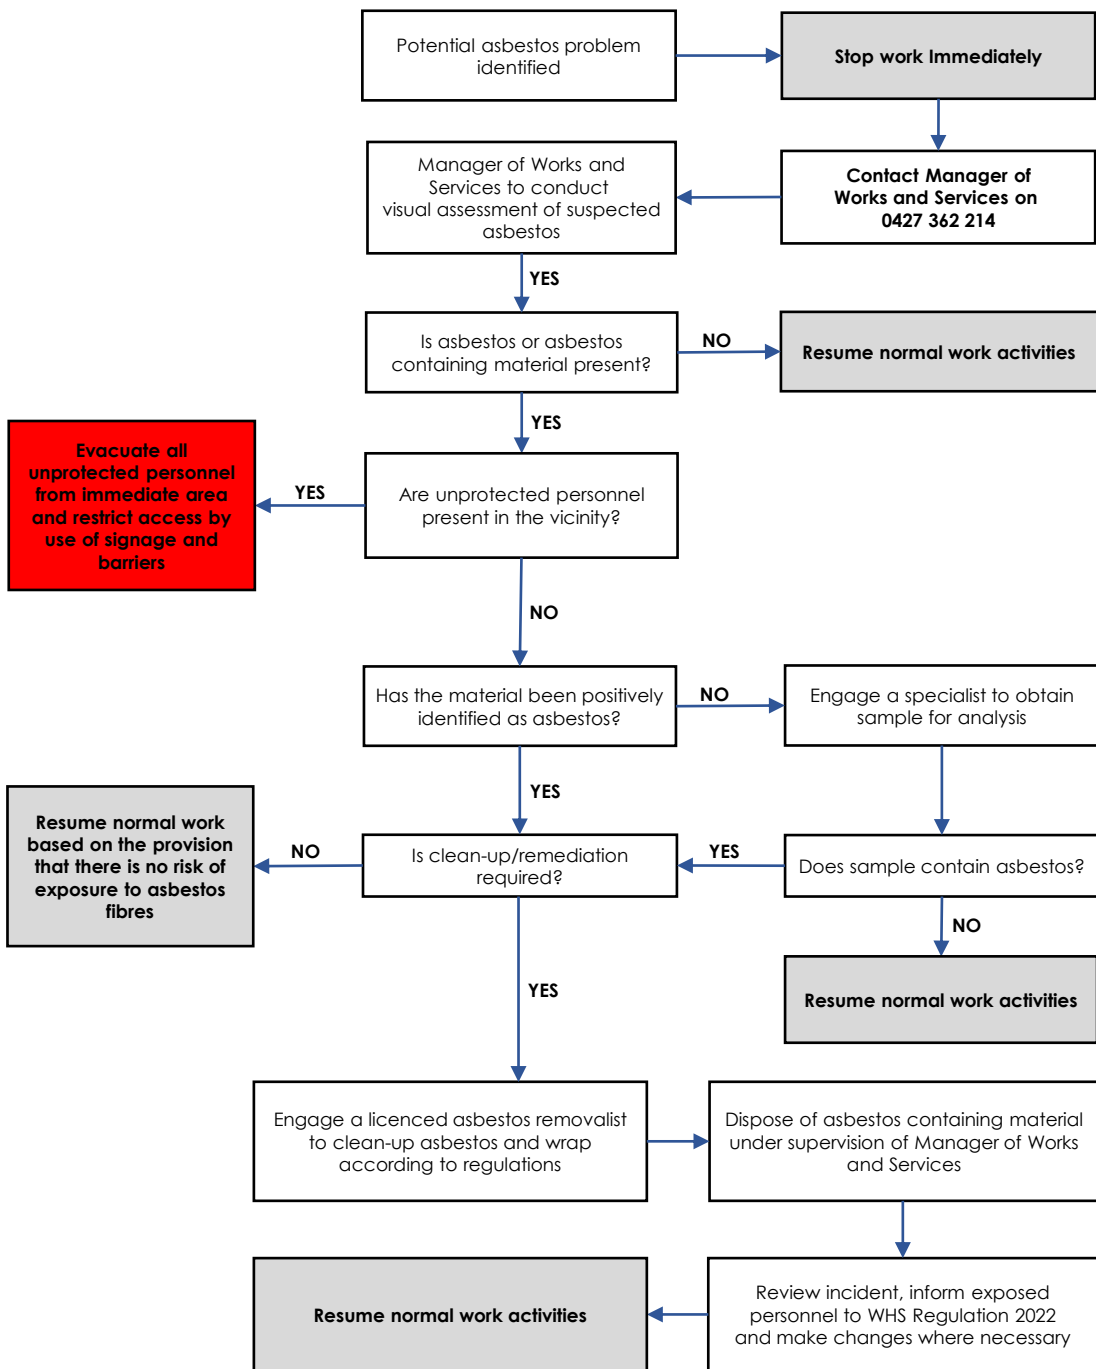 Potential asbestos problem
identified
Stop work Immediately
Contact Manager of
Works and Services on
0427 362 214
Manager of Works and
Services to conduct
visual assessment of suspected
asbestos
YES
Is asbestos or asbestos
containing material present?
NO
Resume normal work activities
YES
Are unprotected personnel
present in the vicinity?
YES
Evacuate all
unprotected personnel
from immediate area
and restrict access by
use of signage and
barriers
NO
Has the material been positively
identified as asbestos?
NO
Engage a specialist to obtain
sample for analysis
YES
Does sample contain asbestos?
YES
NO
Resume normal work activities
Is clean-up/remediation
required?
NO
Resume normal work
based on the provision
that there is no risk of
exposure to asbestos
fibres
YES
Engage a licenced asbestos removalist
to clean-up asbestos and wrap
according to regulations
Dispose of asbestos containing material
under supervision of Manager of Works
and Services
Review incident, inform exposed
personnel to WHS Regulation 2022
and make changes where necessary
Resume normal work activities